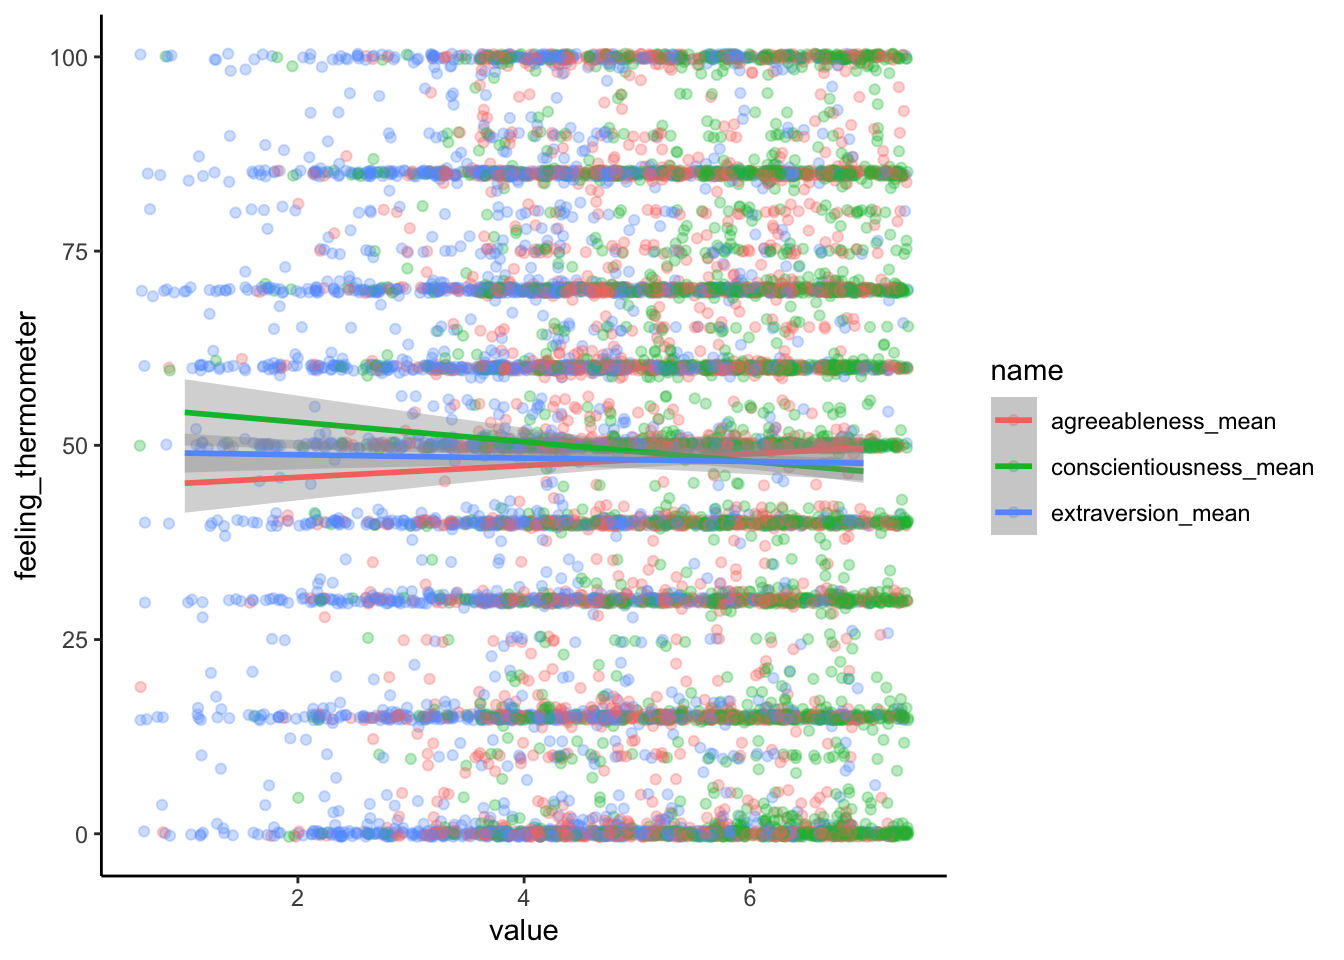 100
75
50
25
0
feeling_thermometer
2
4
6
value
name
agreeableness_mean
conscientiousness_mean
extraversion_mean